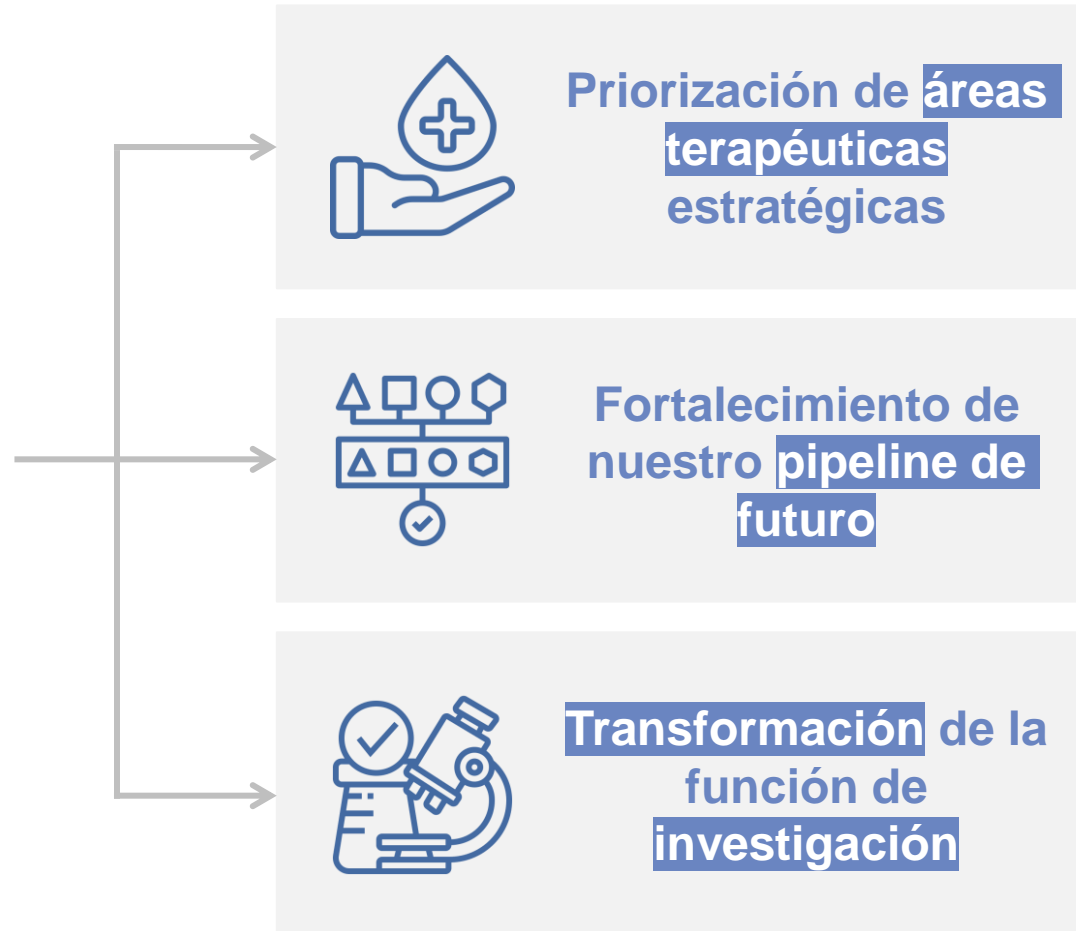 Priorización de áreas
terapéuticas
estratégicas
Fortalecimiento de
nuestro pipeline de
futuro
Transformación de la
función de
investigación